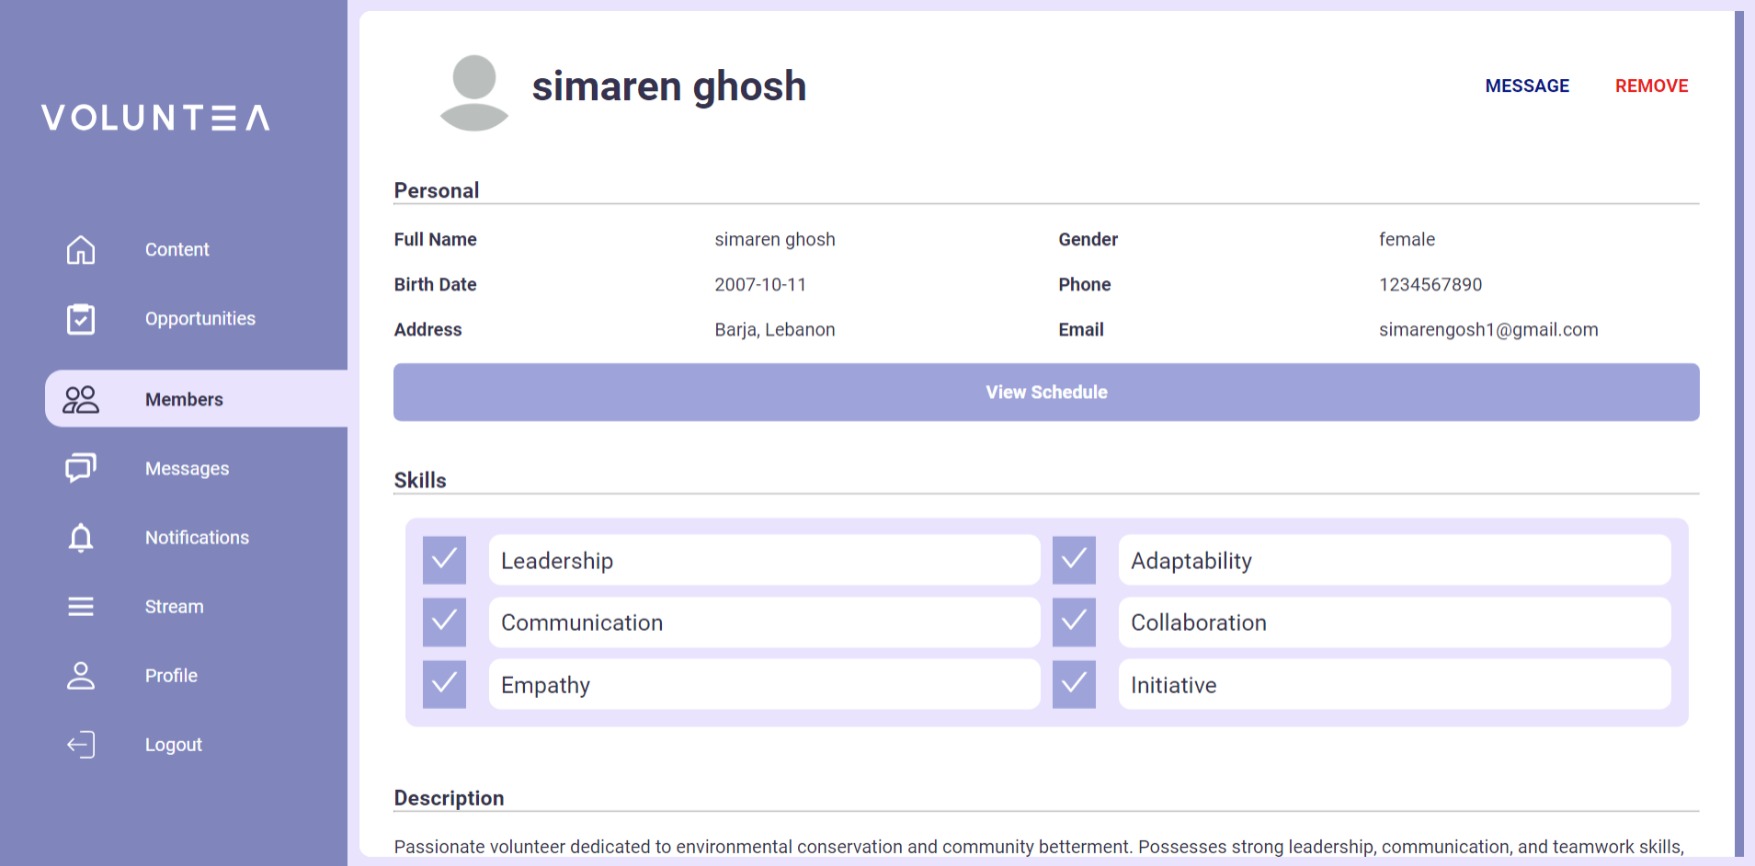 VOLUNTEA
Content
Opportunities
Members
Messages
Notifications
Stream
Profile
Logout
simaren ghosh
MESSAGE REMOVE
Personal
Full Name simaren ghosh Gender female
Birth Date 2007-10-11 Phone 1234567890
Address Barja, Lebanon Email simarengosh1@gmail.com
View Schedule
Skills
Leadership Adaptability
Communication Collaboration
Empathy Initiative
Description
Passionate volunteer dedicated to environmental conservation and community betterment. Possesses strong leadership, communication, and teamwork skills,